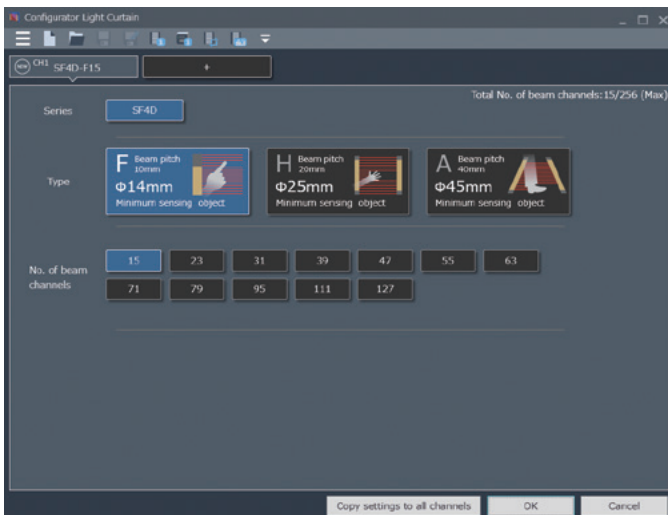 Configurator Light Curtain
NEW CH1 SF4D-F15
+
Total No. of beam channels:15/256 (Max)
Series
SF4D
Type
F Beam pitch 10mm
Φ14mm
Minimum sensing object
H Beam pitch 20mm
Φ25mm
Minimum sensing object
A Beam pitch 40mm
Φ45mm
Minimum sensing object
No. of beam channels
15 23 31 39 47 55 63
71 79 95 111 127
Copy settings to all channels OK Cancel